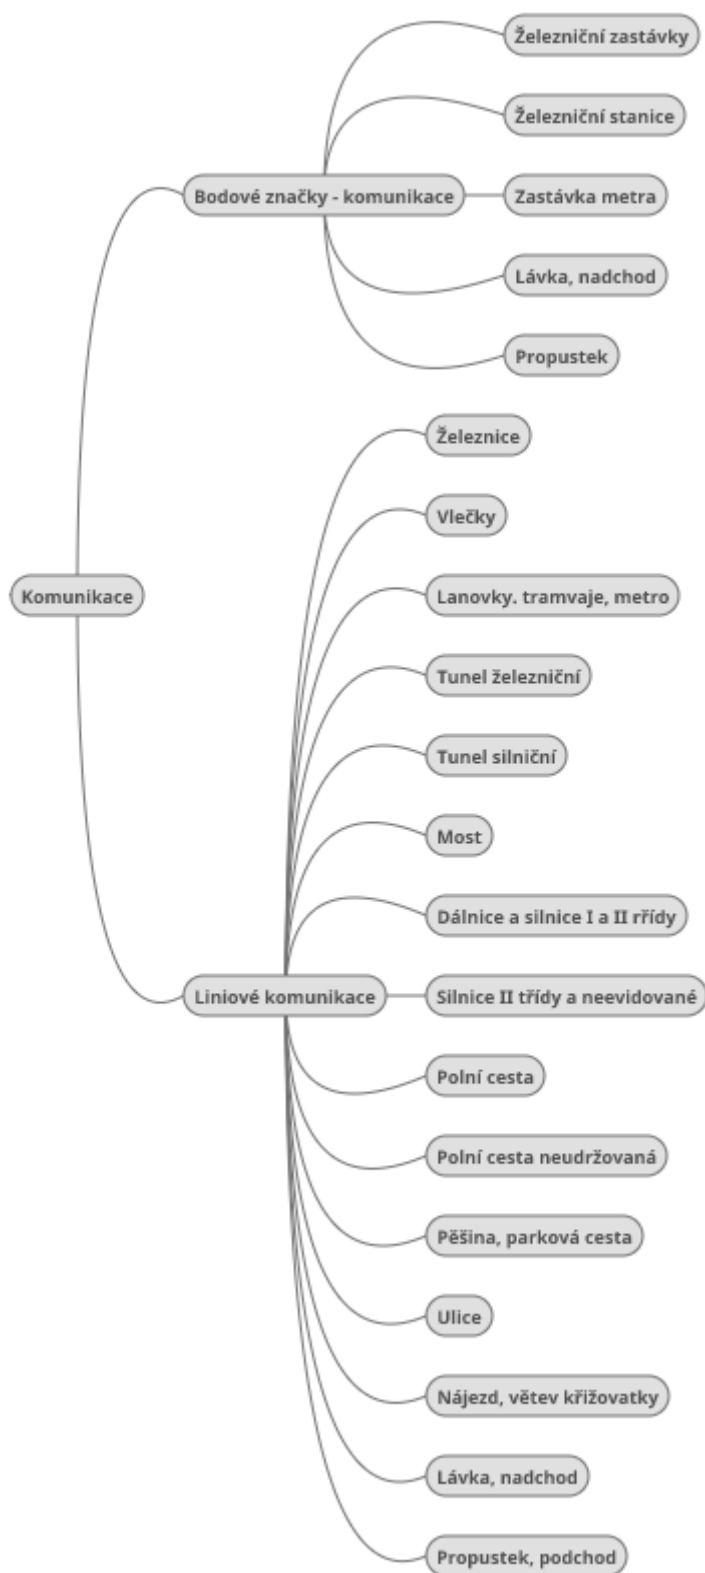 Železniční zastávky
Železniční stanice
Bodové značky - komunikace
Zastávka metra
Lávka, nadchod
Propustek
Železnice
Vlečky
Komunikace
Lanovky. tramvaje, metro
Tunel železniční
Tunel silniční
Most
Dálnice a silnice I a II rřídy
Liniové komunikace
Silnice II třídy a neevidované
Polní cesta
Polní cesta neudržovaná
Pěšina, parková cesta
Ulice
Nájezd, větev křižovatky
Lávka, nadchod
Propustek, podchod